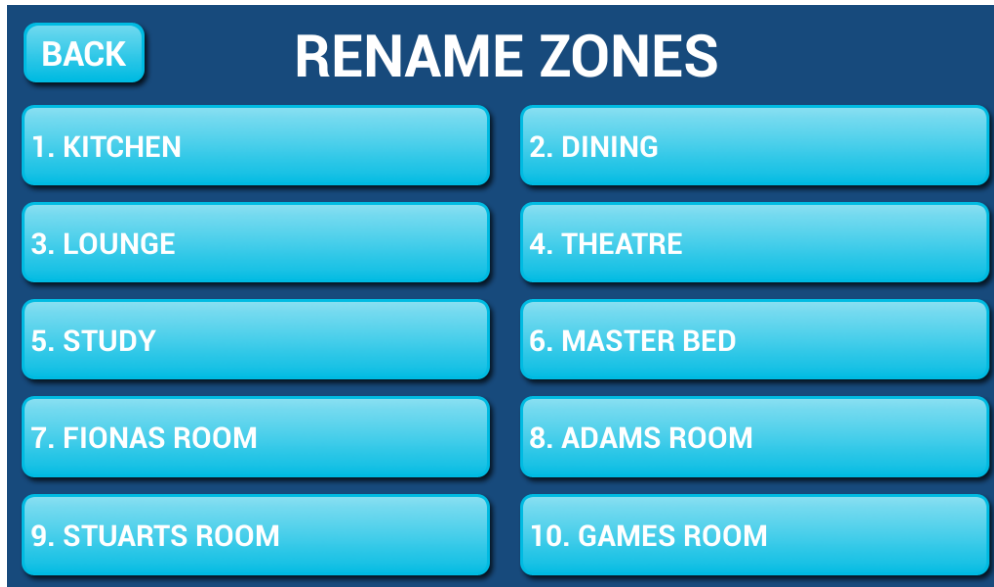 BACK
RENAME ZONES
1. KITCHEN
2. DINING
3. LOUNGE
4. THEATRE
5. STUDY
6. MASTER BED
7. FIONAS ROOM
8. ADAMS ROOM
9. STUARTS ROOM
10. GAMES ROOM